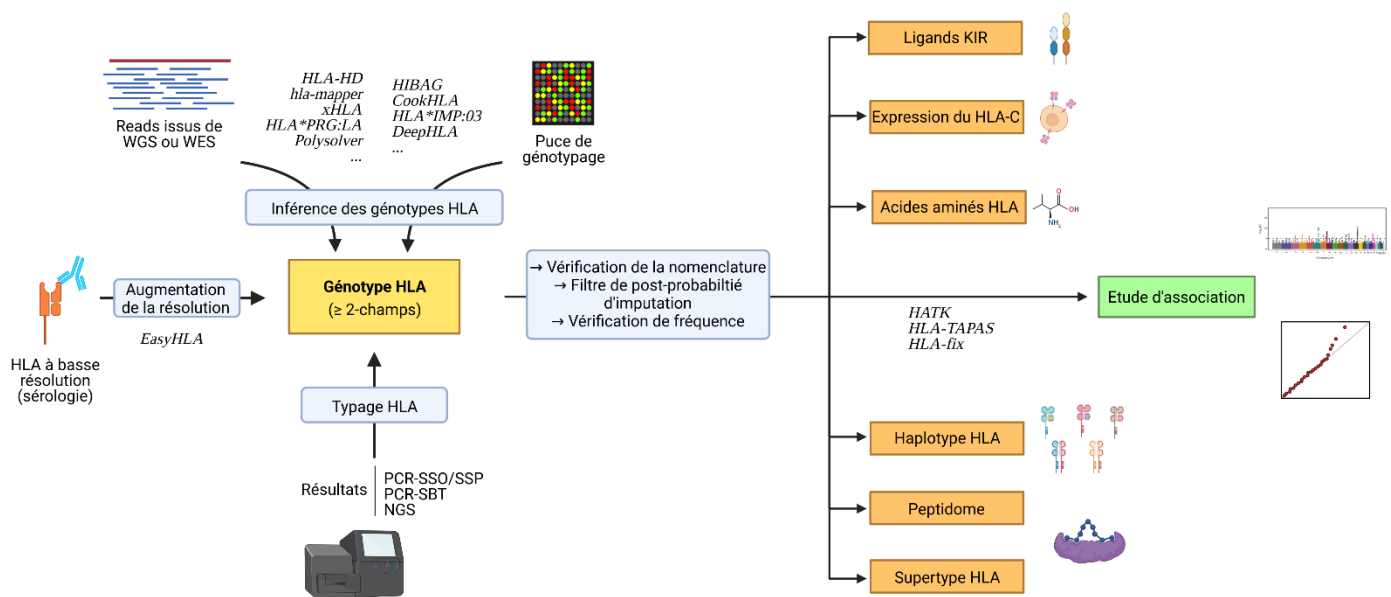 Reads issus de
WGS ou WES
HLA-HD
hla-mapper
xHLA
HLA*PRG:LA
Polysolver
...
HIBAG
CookHLA
HLA*IMP:03
DeepHLA
...
Puce de
génotypage
Inférence des génotypes HLA
HLA à basse
résolution
(sérologie)
Augmentation
de la résolution
EasyHLA
Génotype HLA
(≥ 2-champs)
Typage HLA
Résultats
PCR-SSO/SSP
PCR-SBT
NGS
→ Vérification de la nomenclature
→ Filtre de post-probabiltié
d'imputation
→ Vérification de fréquence
Ligands KIR
Expression du HLA-C
Acides aminés HLA
O
OH
NH2
HATK
HLA-TAPAS
HLA-fix
Etude d'association
Haplotype HLA
Peptidome
Supertype HLA